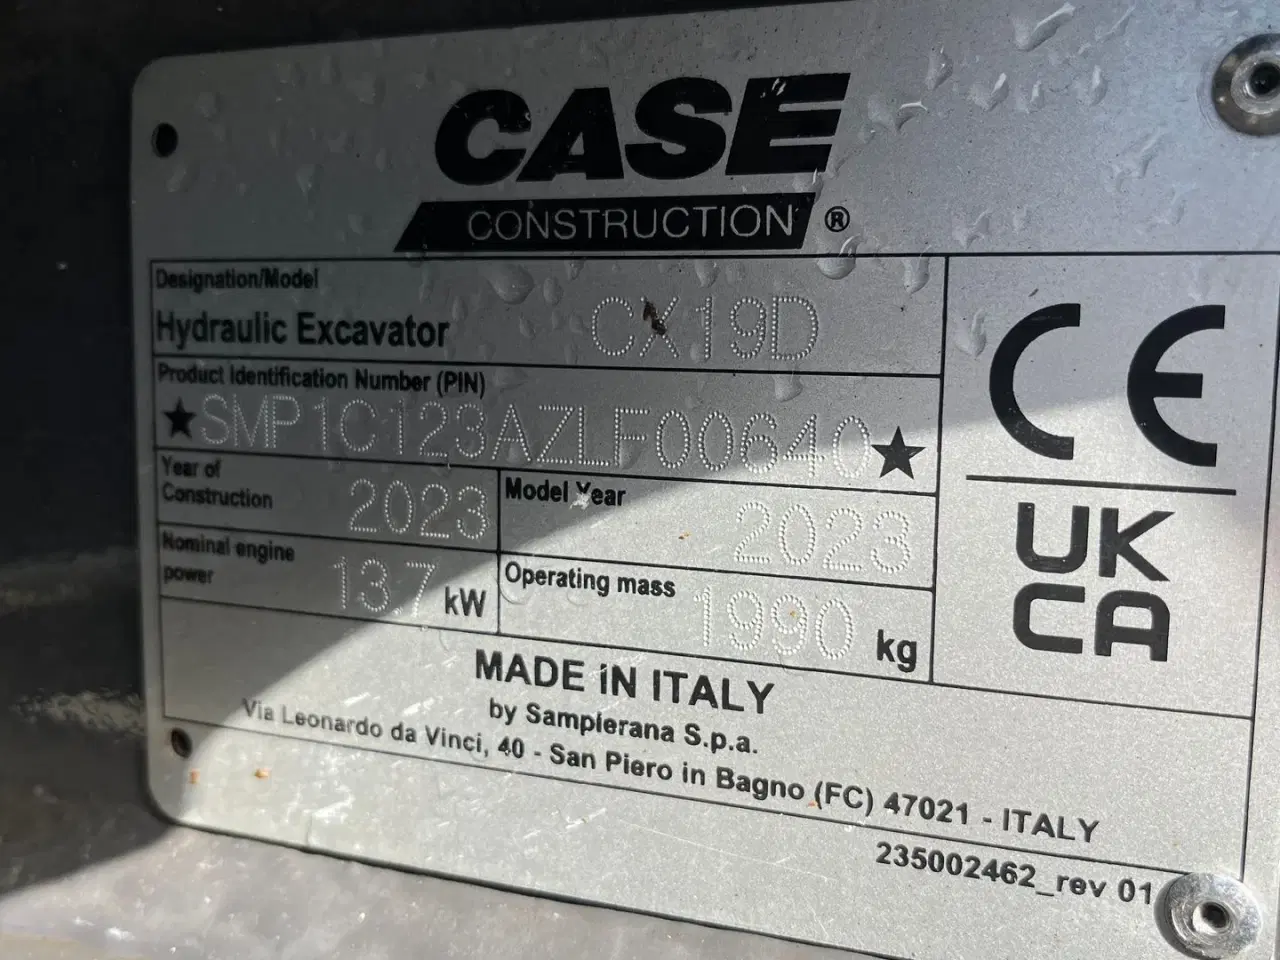 CASE
CONSTRUCTION ®
Designation/Model
Hydraulic Excavator CX19D
Product Identification Number (PIN)
★SMP1C123AZLF00640★
Year of
Construction 2023
Model Year 2023
Nominal engine
power 13.7 kW
Operating mass 1990 kg
CE
UK
CA
MADE iN ITALY
by Sampierana S.p.a.
Via Leonardo da Vinci, 40 - San Piero in Bagno (FC) 47021 - ITALY
235002462_rev 01